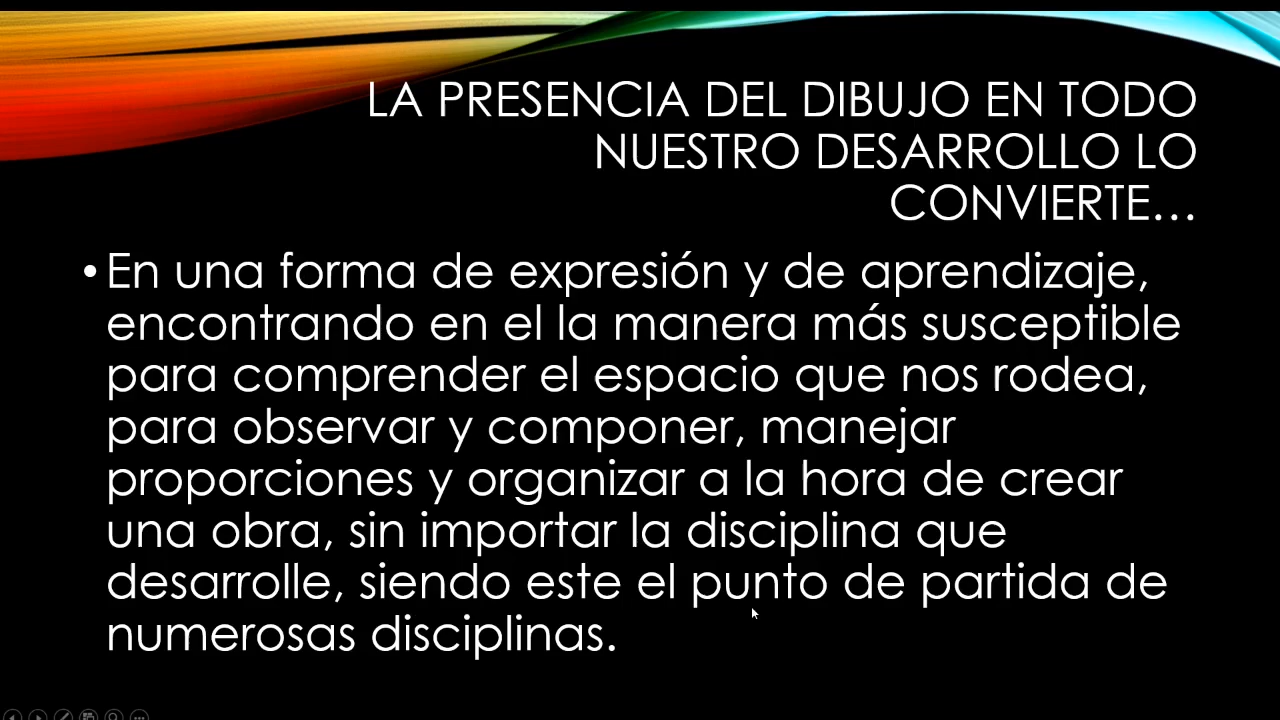 LA PRESENCIA DEL DIBUJO EN TODO
NUESTRO DESARROLLO LO
CONVIERTE...
• En una forma de expresión y de aprendizaje,
encontrando en el la manera más susceptible
para comprender el espacio que nos rodea,
para observar y componer, manejar
proporciones y organizar a la hora de crear
una obra, sin importar la disciplina que
desarrolle, siendo este el punto de partida de
numerosas disciplinas.